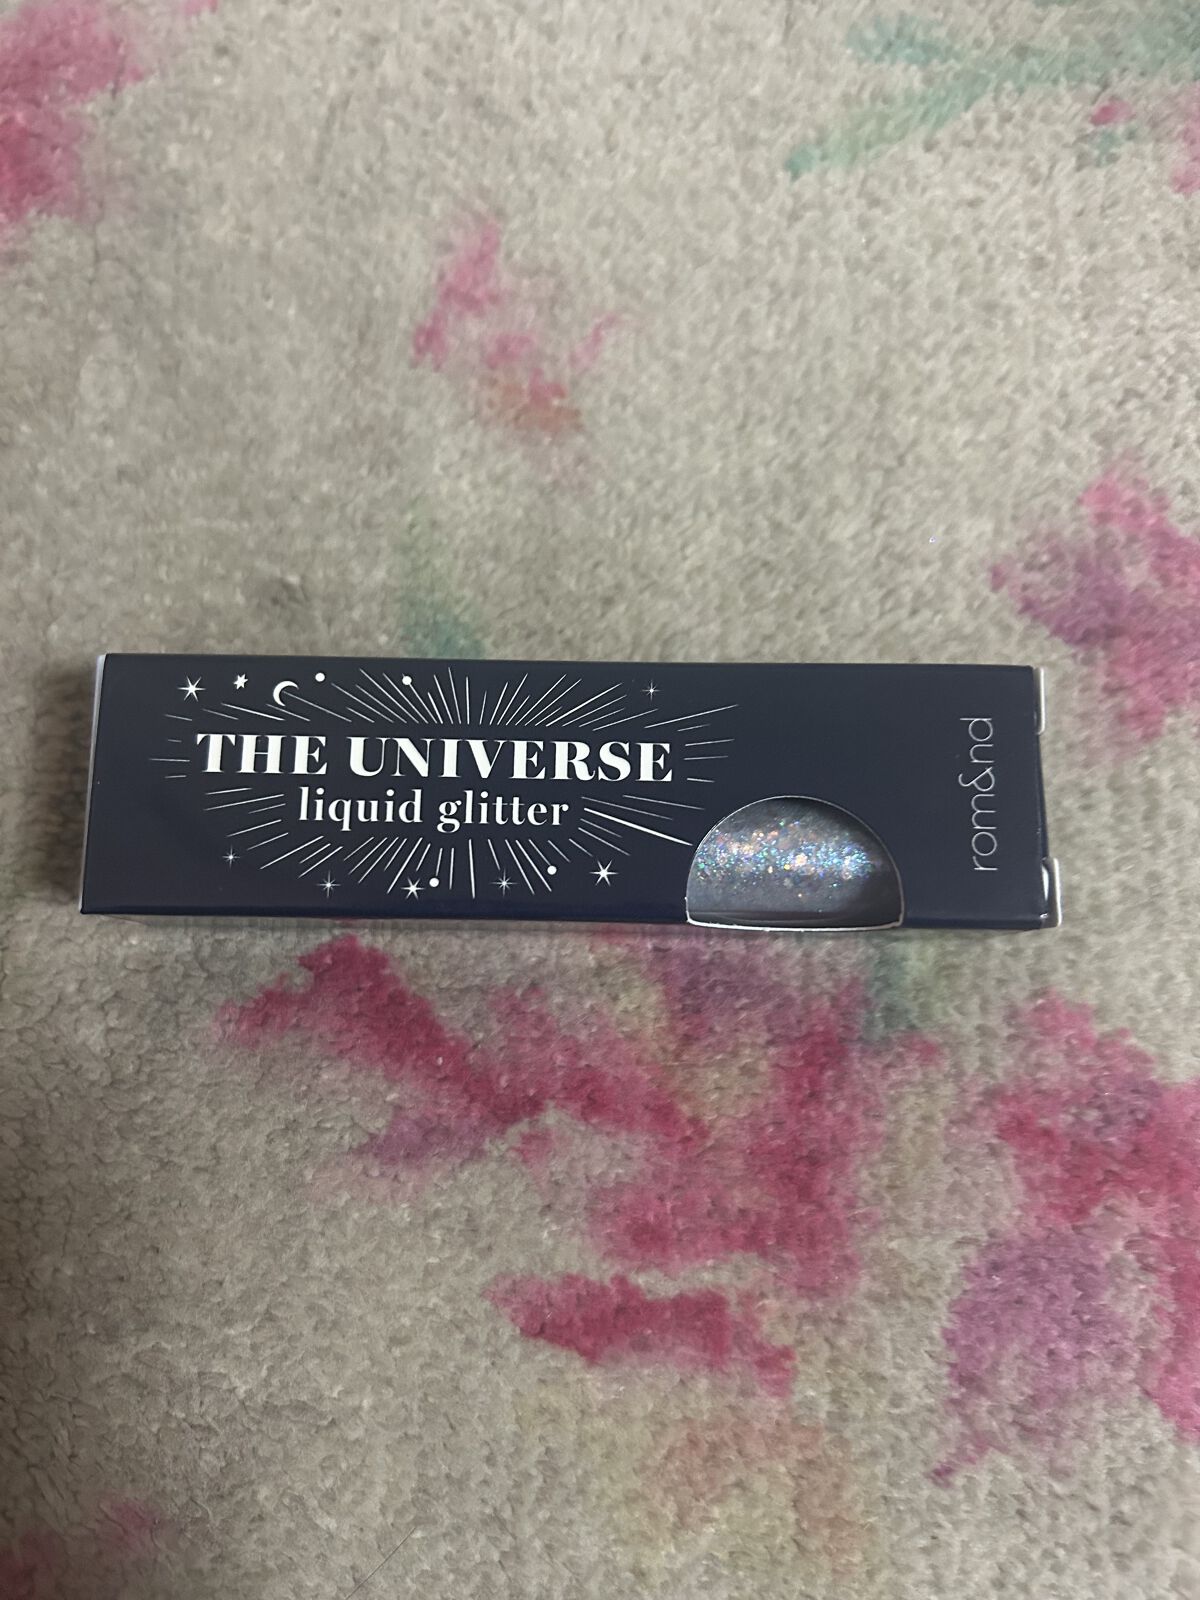 THE UNIVERSE
liquid glitter
rom&nd